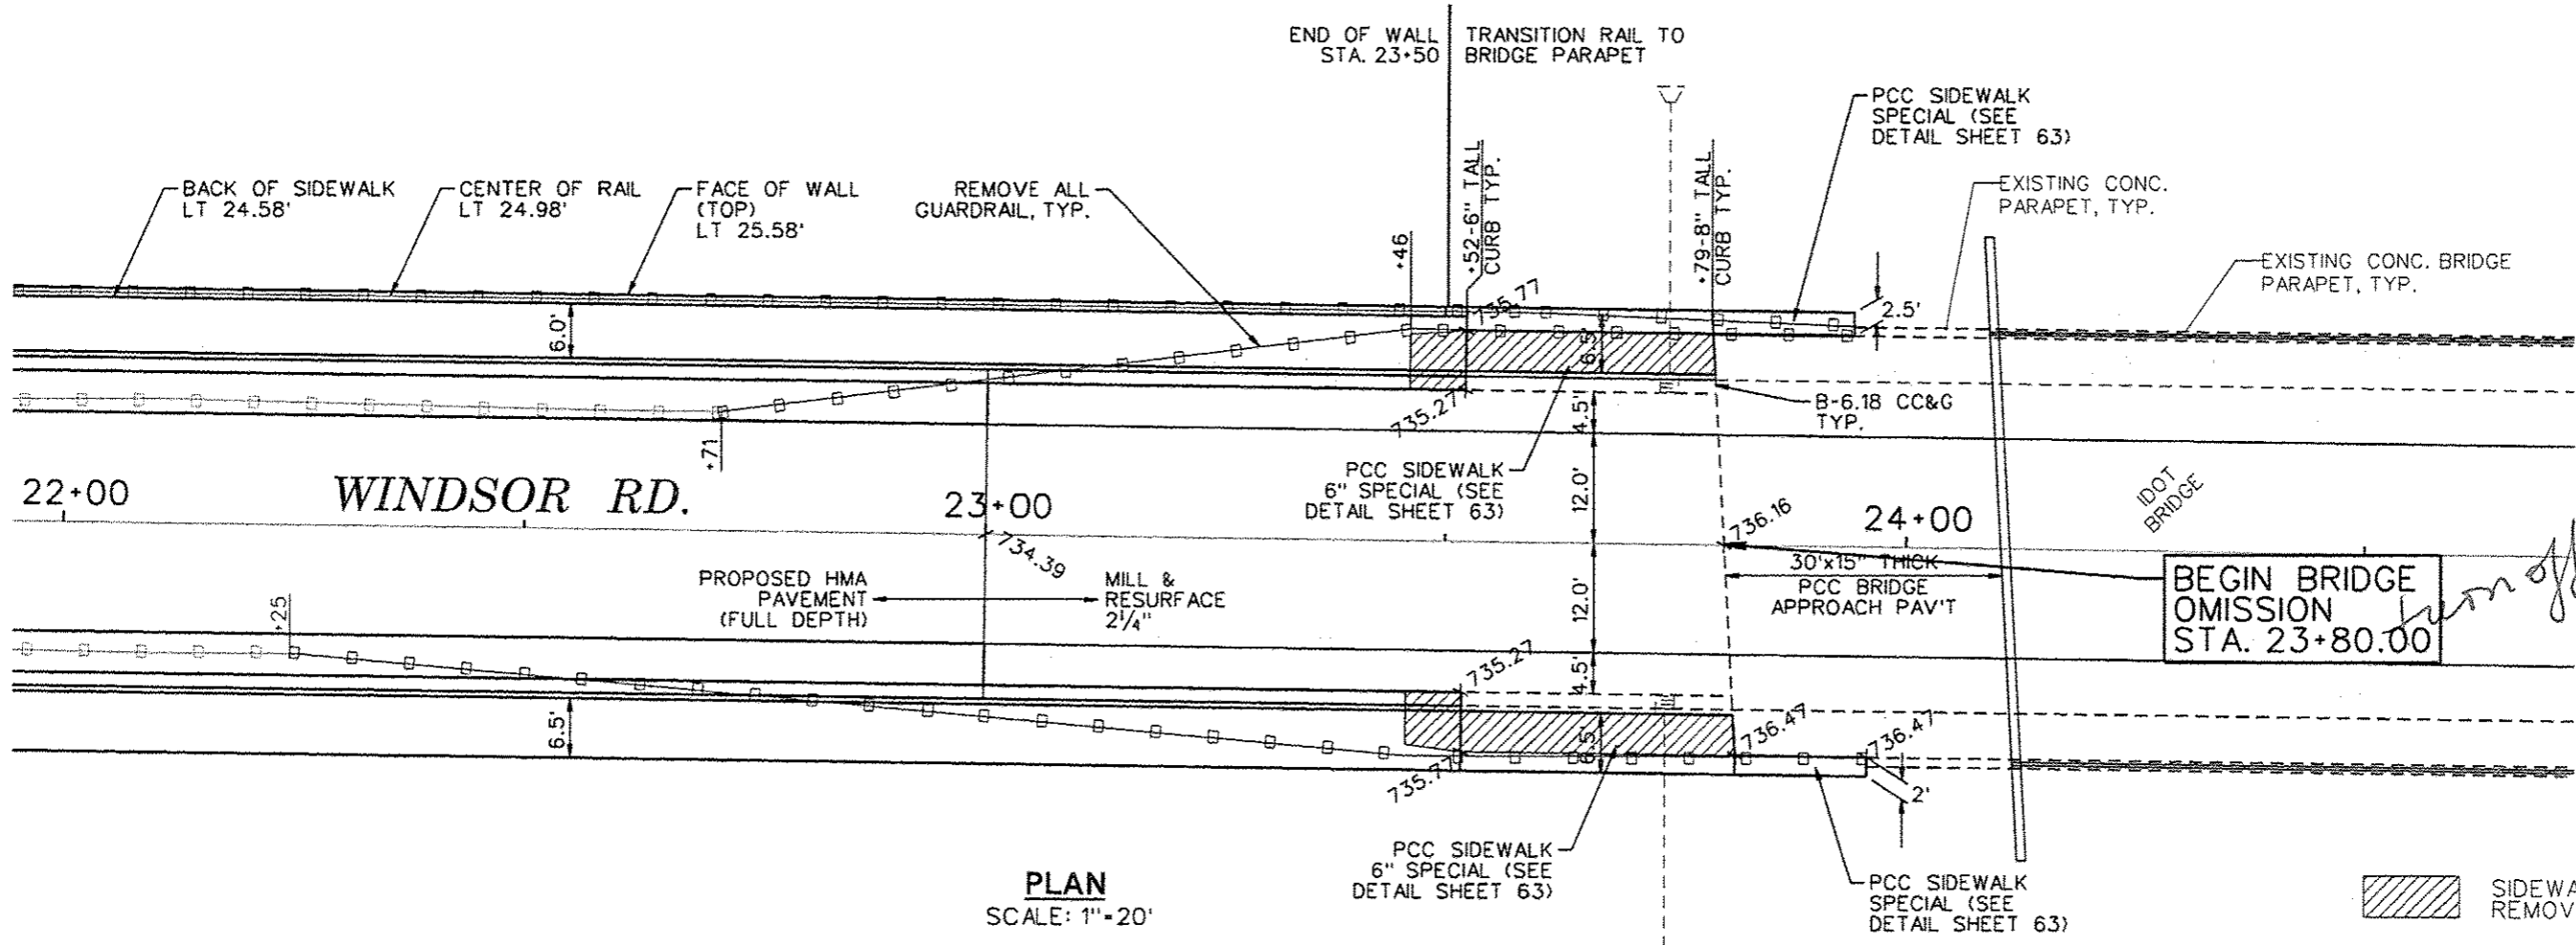 END OF WALL
STA. 23+50
TRANSITION RAIL TO
BRIDGE PARAPET
PCC SIDEWALK
SPECIAL (SEE
DETAIL SHEET 63)
BACK OF SIDEWALK
LT 24.58'
CENTER OF RAIL
LT 24.98'
FACE OF WALL
(TOP)
LT 25.58'
REMOVE ALL
GUARDRAIL, TYP.
+46
+52-6" TALL
CURB TYP.
+79-8" TALL
CURB TYP.
EXISTING CONC.
PARAPET, TYP.
EXISTING CONC. BRIDGE
PARAPET, TYP.
735.77
2.5'
6.0'
6.5'
735.27
4.5'
B-6.18 CC&G
TYP.
+71
PCC SIDEWALK
6" SPECIAL (SEE
DETAIL SHEET 63)
12.0'
22+00
WINDSOR RD.
23+00
24+00
IDOT
BRIDGE
734.39
736.16
PROPOSED HMA
PAVEMENT
(FULL DEPTH)
MILL &
RESURFACE
2 1/4"
12.0'
30'x15" THICK
PCC BRIDGE
APPROACH PAV'T
BEGIN BRIDGE
OMISSION
STA. 23+80.00
+25
735.27
4.5'
6.5'
6.5'
736.47
736.47
735.77
2'
PCC SIDEWALK
6" SPECIAL (SEE
DETAIL SHEET 63)
PCC SIDEWALK
SPECIAL (SEE
DETAIL SHEET 63)
PLAN
SCALE: 1"=20'
SIDEWA
REMOV